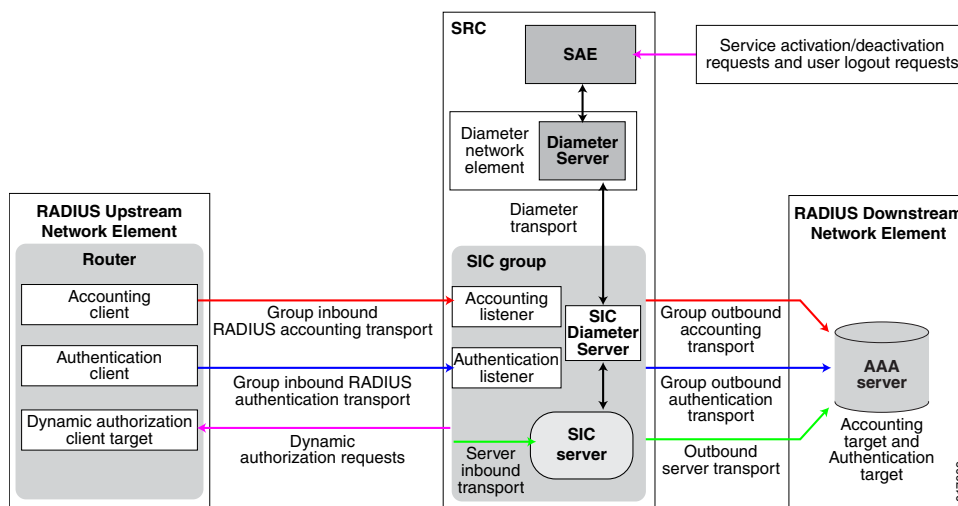 SRC
SAE
Service activation/deactivation
requests and user logout requests
Diameter
network
element
Diameter
Server
Diameter
transport
RADIUS Upstream
Network Element
Router
Accounting
client
Authentication
client
Dynamic authorization
client target
Group inbound
RADIUS accounting transport
Group inbound RADIUS
authentication transport
Dynamic
authorization requests
SIC group
Accounting
listener
Authentication
listener
SIC
Diameter
Server
SIC
server
Server
inbound
transport
Group outbound
accounting
transport
Group outbound
authentication
transport
Outbound
server transport
RADIUS Downstream
Network Element
AAA
server
Accounting
target and
Authentication
target